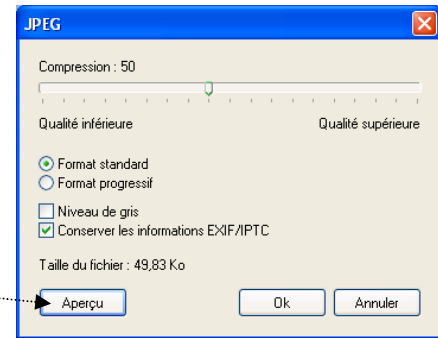 JPEG
Compression : 50
Qualité inférieure Qualité supérieure
Format standard
Format progressif
Niveau de gris
Conserver les informations EXIF/IPTC
Taille du fichier : 49,83 Ko
Aperçu Ok Annuler